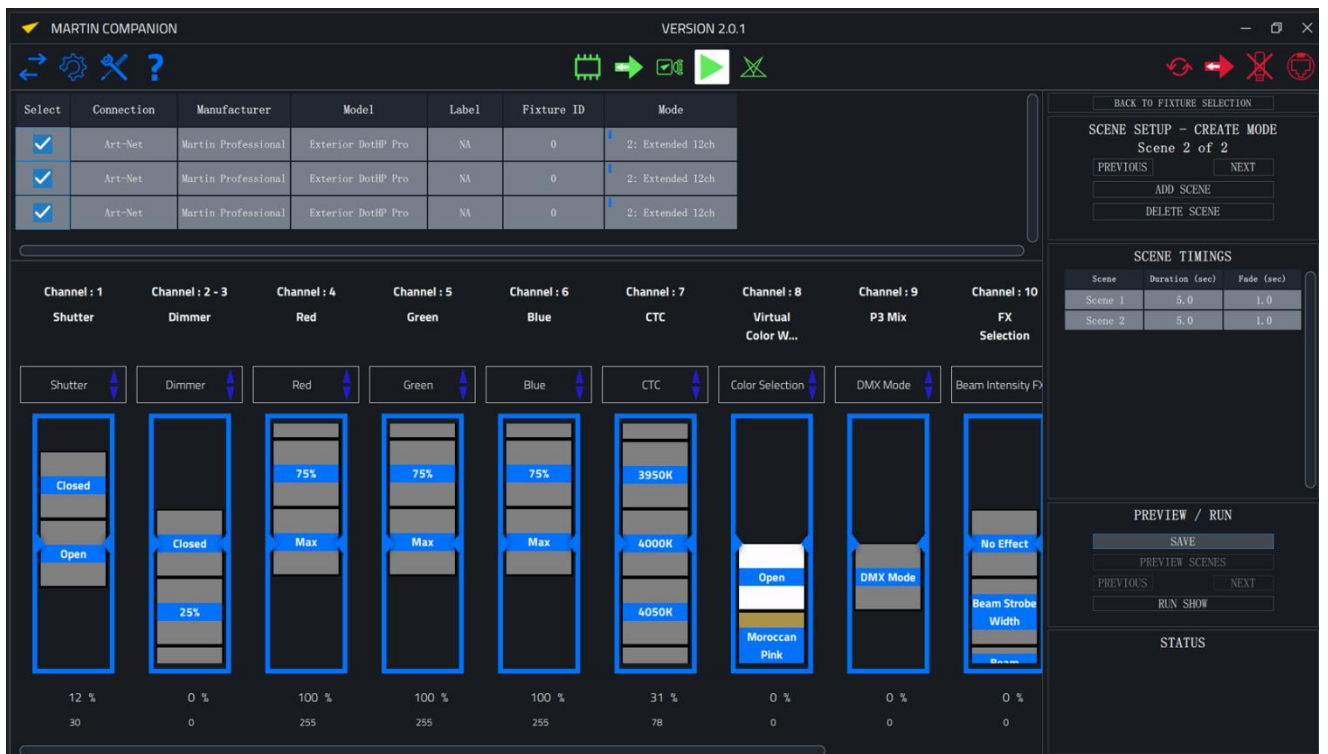 MARTIN COMPANION
VERSION 2.0.1
?
Select Connection Manufacturer Model Label Fixture ID Mode
Art-Net Martin Professional Exterior DotHP Pro NA 0 2: Extended 12ch
Art-Net Martin Professional Exterior DotHP Pro NA 0 2: Extended 12ch
Art-Net Martin Professional Exterior DotHP Pro NA 0 2: Extended 12ch
Channel : 1 Channel : 2 - 3 Channel : 4 Channel : 5 Channel : 6 Channel : 7 Channel : 8 Channel : 9 Channel : 10
Shutter Dimmer Red Green Blue CTC Virtual P3 Mix FX
Color W... Selection
Shutter Dimmer Red Green Blue CTC Color Selection DMX Mode Beam Intensity
75% 75% 75% 3950K
Closed
Closed Max Max Max 4000K No Effect
Open
Open DMX Mode
25% 4050K Beam Strobe
Width
Moroccan
Pink
Beam
12 % 0 % 100 % 100 % 100 % 31 % 0 % 0 % 0 %
30 0 255 255 255 78 0 0 0
BACK TO FIXTURE SELECTION
SCENE SETUP - CREATE MODE
Scene 2 of 2
PREVIOUS NEXT
ADD SCENE
DELETE SCENE
SCENE TIMINGS
Scene Duration (sec) Fade (sec)
Scene 1 5.0 1.0
Scene 2 5.0 1.0
PREVIEW / RUN
SAVE
PREVIEW SCENES
PREVIOUS NEXT
RUN SHOW
STATUS